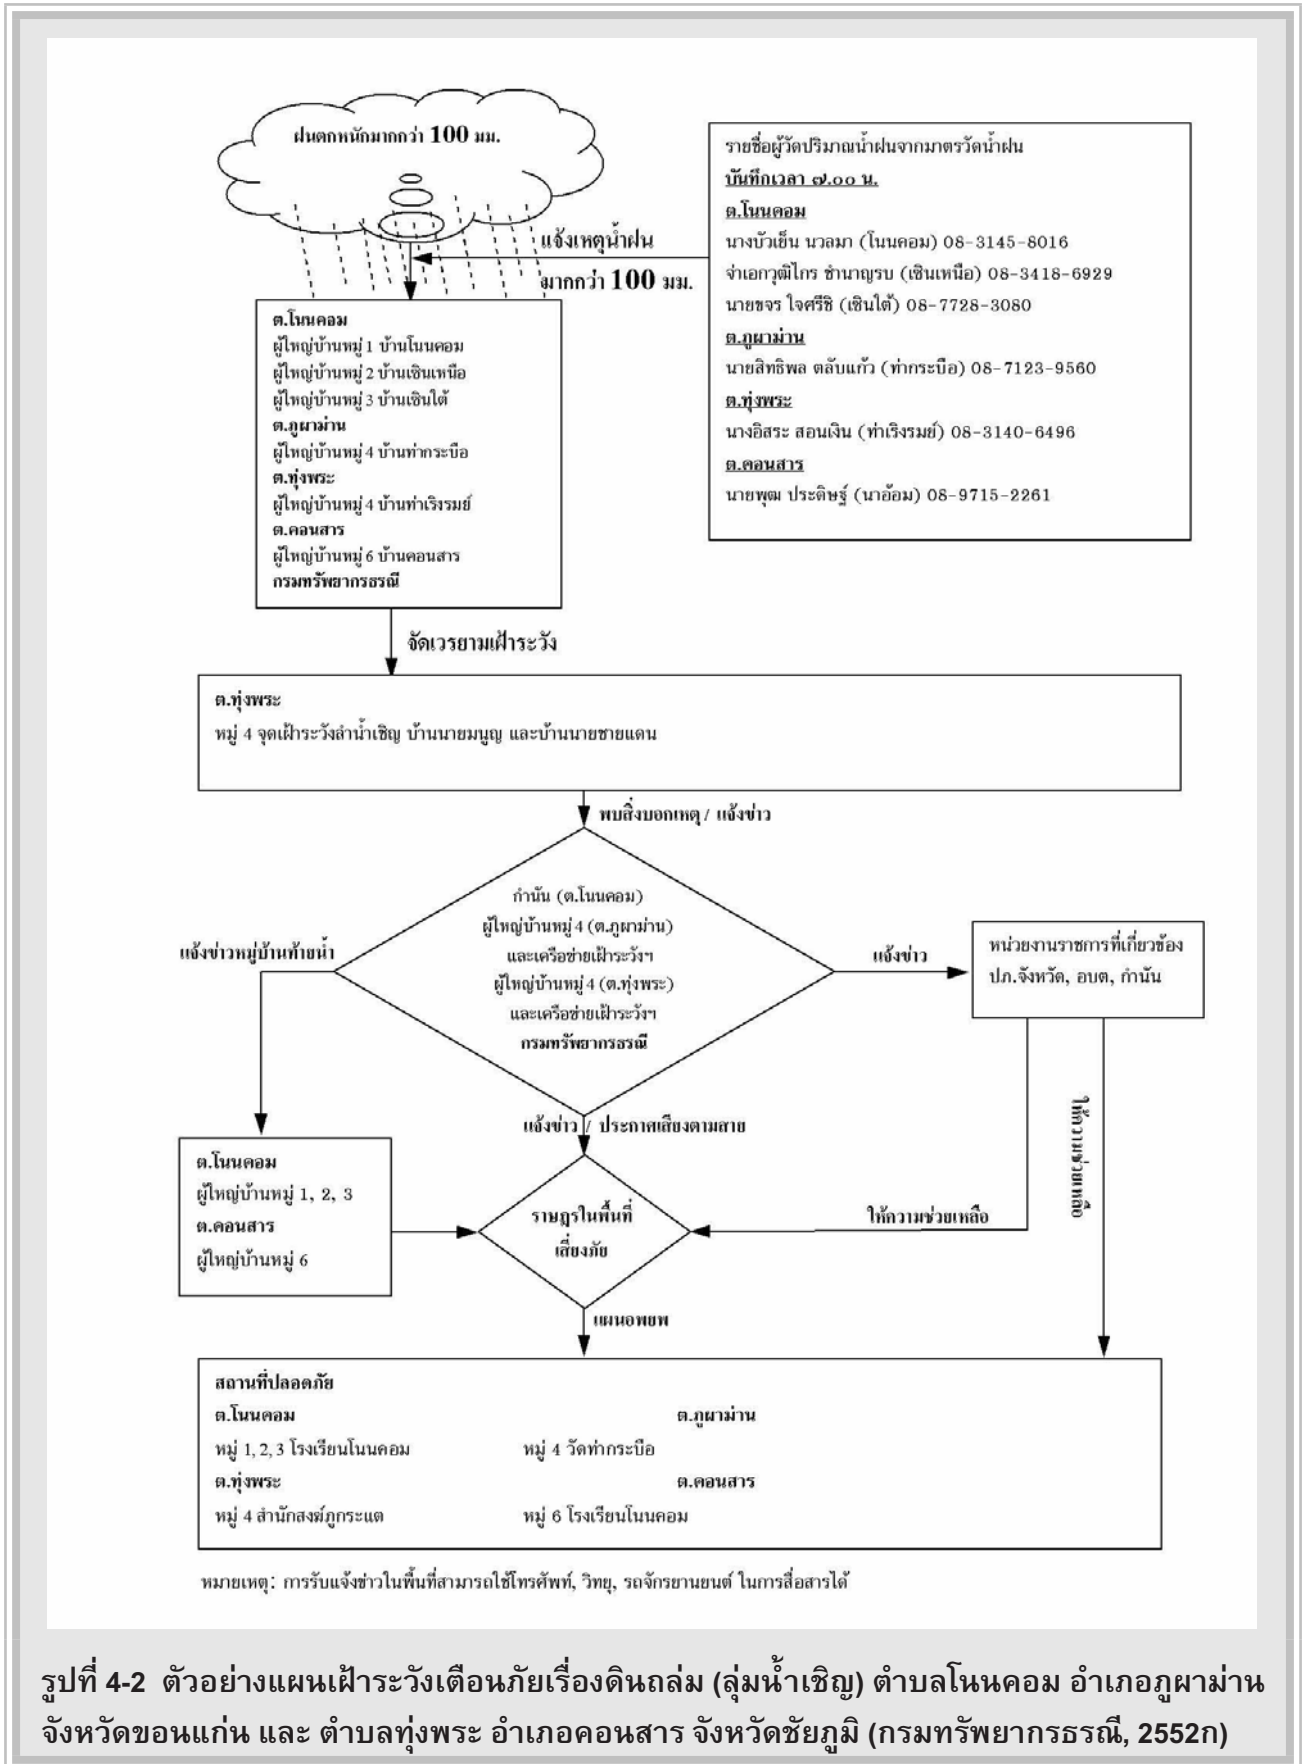 ฝนตกหนักมากกว่า 100 มม.
รายชื่อผู้วัดปริมาณน้ำฝนจากมาตรวัดน้ำฝน
บันทึกเวลา ๗.๐๐ น.
ต.โนนคอม
นางบัวเย็น นวลมา (โนนคอม) 08-3145-8016
จ่าเอกวุฒิไกร ชำนาญรบ (เซินเหนือ) 08-3418-6929
นายขจร ใจศรีธิ (เซินใต้) 08-7728-3080
ต.ภูผาม่าน
นายสิทธิพล ตลับแก้ว (ท่ากระบือ) 08-7123-9560
ต.ทุ่งพระ
นางอิสระ สอนเงิน (ท่าเริงรมย์) 08-3140-6496
ต.คอนสาร
นายพุฒ ประดิษฐ์ (นาอ้อม) 08-9715-2261
แจ้งเหตุน้ำฝน
มากกว่า 100 มม.
ต.โนนคอม
ผู้ใหญ่บ้านหมู่ 1 บ้านโนนคอม
ผู้ใหญ่บ้านหมู่ 2 บ้านเซินเหนือ
ผู้ใหญ่บ้านหมู่ 3 บ้านเซินใต้
ต.ภูผาม่าน
ผู้ใหญ่บ้านหมู่ 4 บ้านท่ากระบือ
ต.ทุ่งพระ
ผู้ใหญ่บ้านหมู่ 4 บ้านท่าเริงรมย์
ต.คอนสาร
ผู้ใหญ่บ้านหมู่ 6 บ้านคอนสาร
กรมทรัพยากรธรณี
จัดเวรยามเฝ้าระวัง
ต.ทุ่งพระ
หมู่ 4 จุดเฝ้าระวังลำน้ำเชิญ บ้านนายมนูญ และบ้านนายชายแดน
พบสิ่งบอกเหตุ / แจ้งข่าว
กำนัน (ต.โนนคอม)
ผู้ใหญ่บ้านหมู่ 4 (ต.ภูผาม่าน)
และเครือข่ายเฝ้าระวังฯ
ผู้ใหญ่บ้านหมู่ 4 (ต.ทุ่งพระ)
และเครือข่ายเฝ้าระวังฯ
กรมทรัพยากรธรณี
แจ้งข่าวหมู่บ้านท้ายน้ำ
แจ้งข่าว
หน่วยงานราชการที่เกี่ยวข้อง
ปภ.จังหวัด, อบต, กำนัน
แจ้งข่าว / ประกาศเสียงตามสาย
ให้ความช่วยเหลือ
ต.โนนคอม
ผู้ใหญ่บ้านหมู่ 1, 2, 3
ต.คอนสาร
ผู้ใหญ่บ้านหมู่ 6
ราษฎรในพื้นที่
เสี่ยงภัย
ให้ความช่วยเหลือ
แผนอพยพ
สถานที่ปลอดภัย
ต.โนนคอม ต.ภูผาม่าน
หมู่ 1, 2, 3 โรงเรียนโนนคอม หมู่ 4 วัดท่ากระบือ
ต.ทุ่งพระ ต.คอนสาร
หมู่ 4 สำนักสงฆ์ภูกระแต หมู่ 6 โรงเรียนโนนคอม
หมายเหตุ: การรับแจ้งข่าวในพื้นที่สามารถใช้โทรศัพท์, วิทยุ, รถจักรยานยนต์ ในการสื่อสารได้
รูปที่ 4-2 ตัวอย่างแผนเฝ้าระวังเตือนภัยเรื่องดินถล่ม (ลุ่มน้ำเชิญ) ตำบลโนนคอม อำเภอภูผาม่าน
จังหวัดขอนแก่น และ ตำบลทุ่งพระ อำเภอคอนสาร จังหวัดชัยภูมิ (กรมทรัพยากรธรณี, 2552ก)